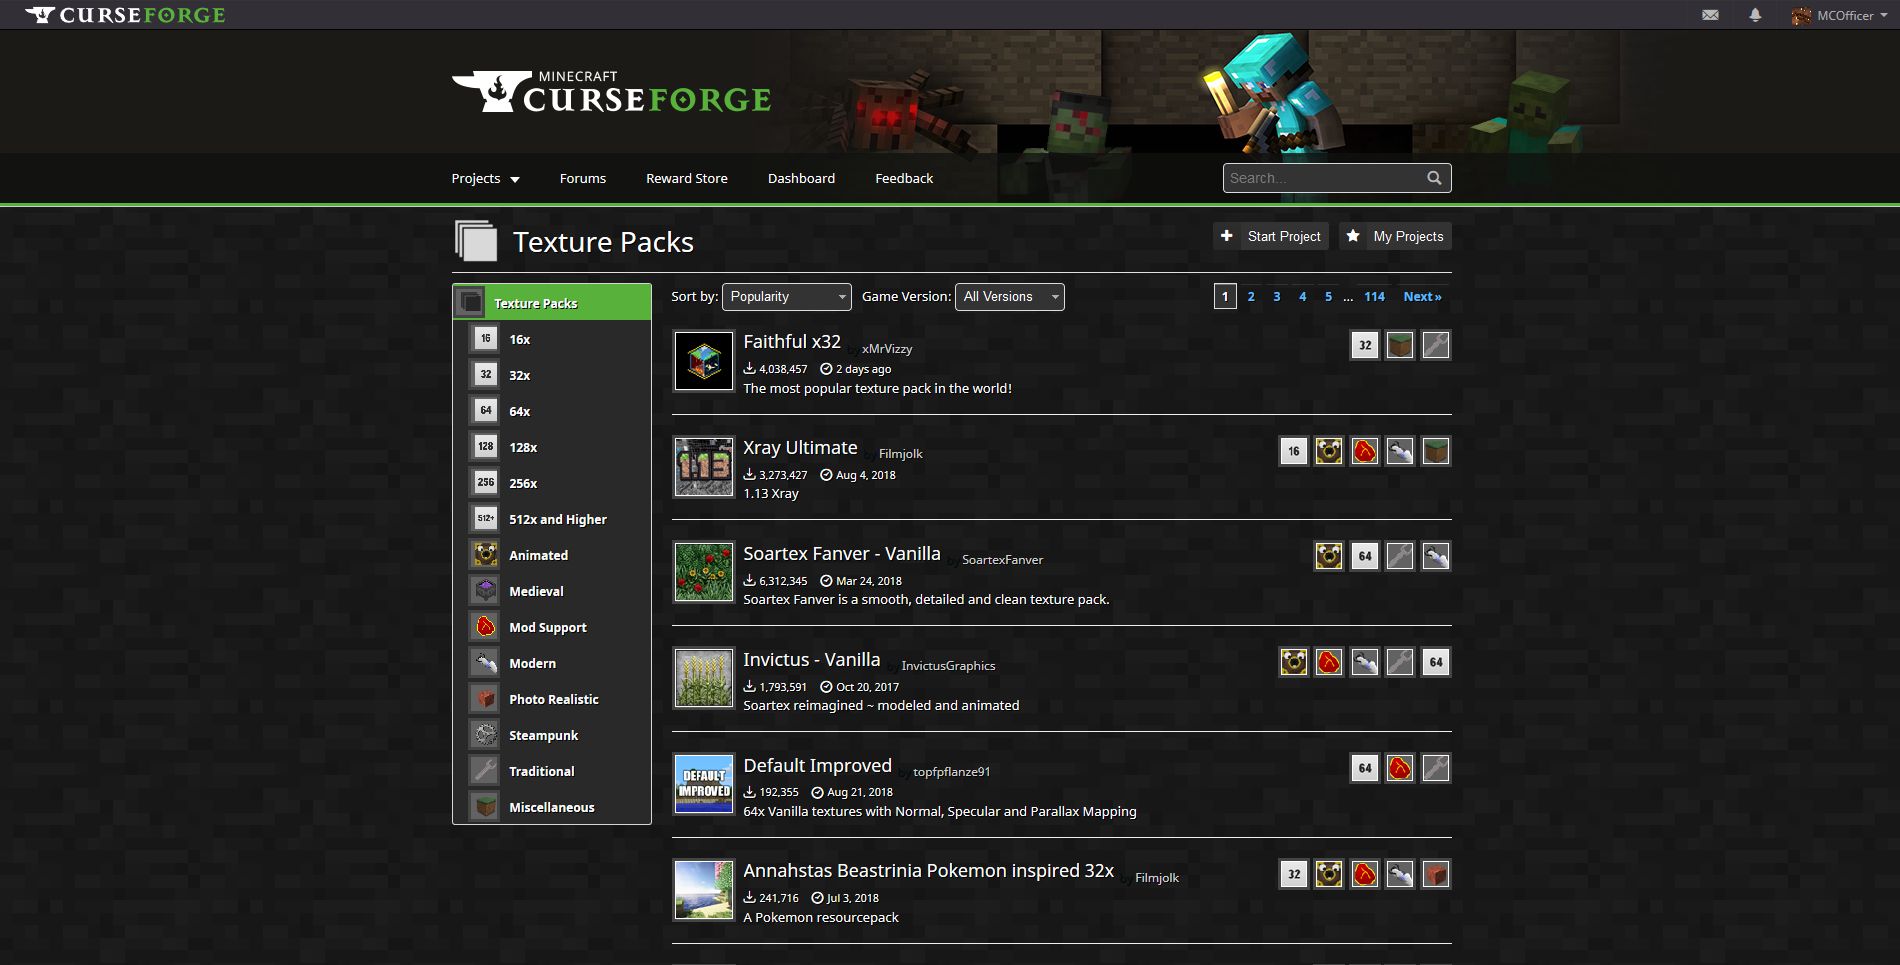 CURSEFORGE
MCOfficer
MINECRAFT
CURSEFORGE
Projects Forums Reward Store Dashboard Feedback Search...
Texture Packs
Start Project My Projects
Texture Packs
16 16x
32 32x
64 64x
128 128x
256 256x
512+ 512x and Higher
Animated
Medieval
Mod Support
Modern
Photo Realistic
Steampunk
Traditional
Miscellaneous
Sort by: Popularity Game Version: All Versions 1 2 3 4 5 ... 114 Next »
Faithful x32 by xMrVizzy 32
4,038,457 2 days ago
The most popular texture pack in the world!
1.13
Xray Ultimate by Filmjolk 16
3,273,427 Aug 4, 2018
1.13 Xray
Soartex Fanver - Vanilla by SoartexFanver 64
6,312,345 Mar 24, 2018
Soartex Fanver is a smooth, detailed and clean texture pack.
Invictus - Vanilla by InvictusGraphics 64
1,793,591 Oct 20, 2017
Soartex reimagined ~ modeled and animated
DEFAULT
IMPROVED
Default Improved by topfpflanze91 64
192,355 Aug 21, 2018
64x Vanilla textures with Normal, Specular and Parallax Mapping
Annahstas Beastrinia Pokemon inspired 32x by Filmjolk 32
241,716 Jul 3, 2018
A Pokemon resourcepack